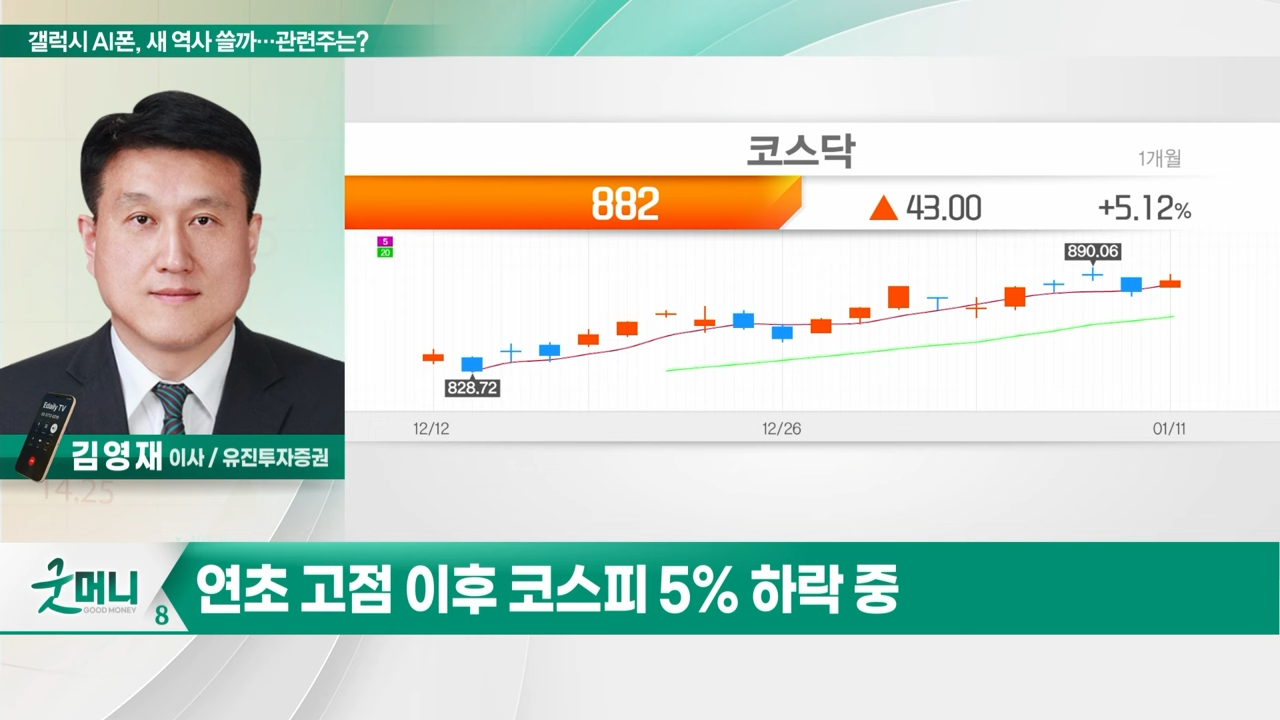 갤럭시 AI폰, 새 역사 쓸까…관련주는?
코스닥
1개월
882
▲ 43.00
+5.12%
5
20
890.06
828.72
12/12
12/26
01/11
Edaily TV
김영재 이사 / 유진투자증권
14.25
굿머니
GOOD MONEY
8
연초 고점 이후 코스피 5% 하락 중